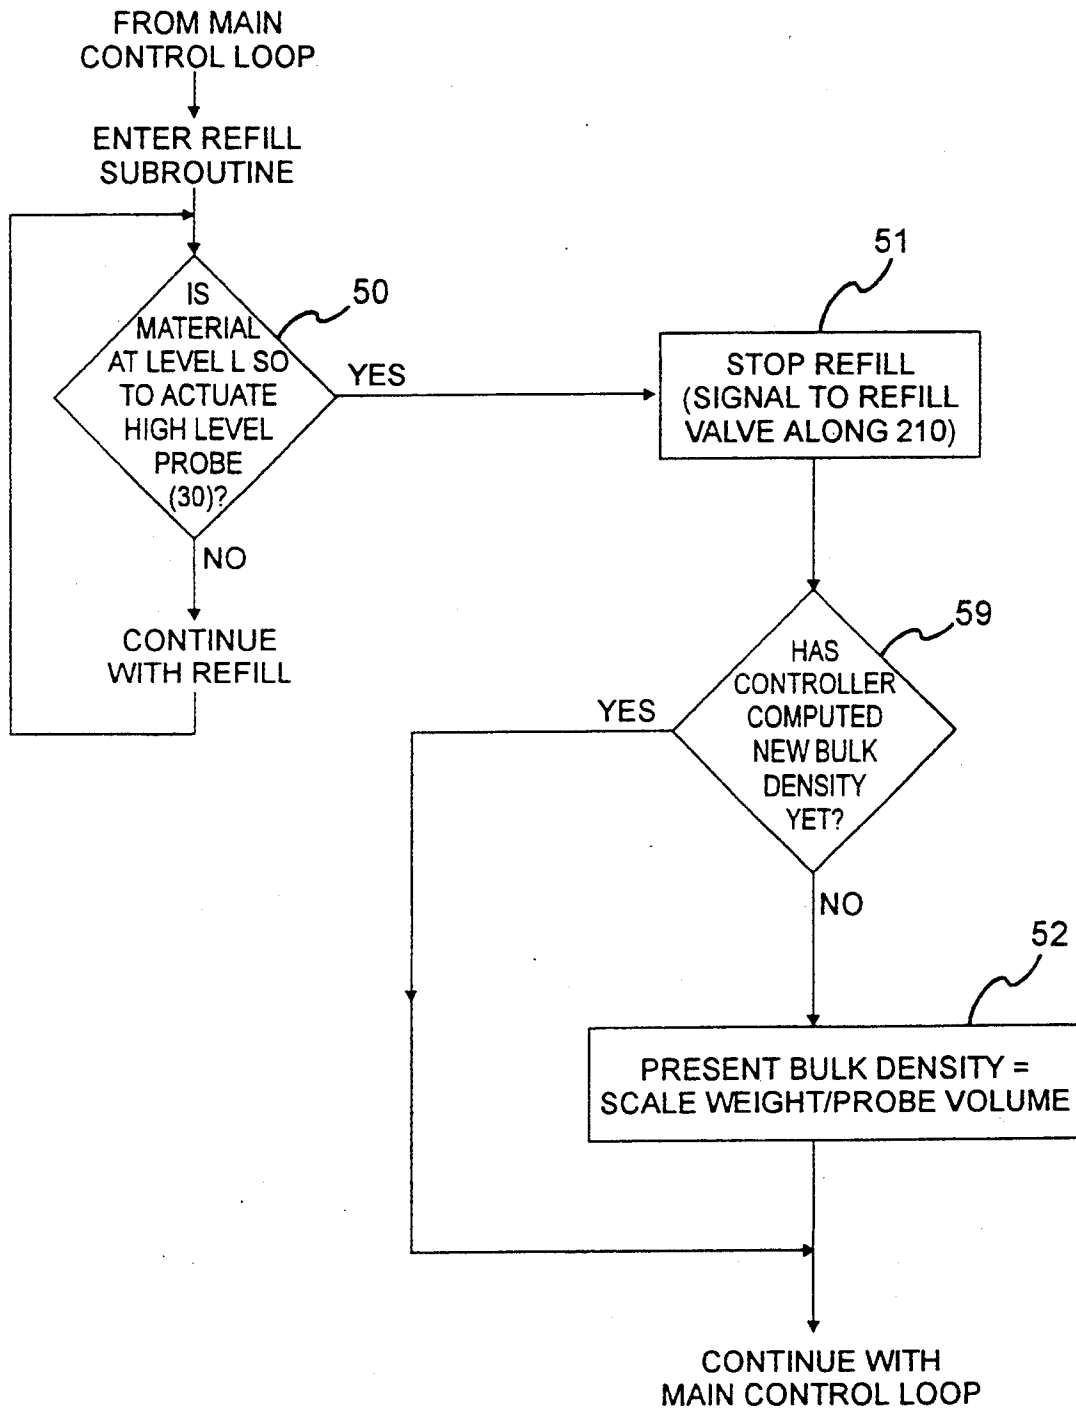 FROM MAIN
CONTROL LOOP
ENTER REFILL
SUBROUTINE
IS
MATERIAL
AT LEVEL L SO
TO ACTUATE
HIGH LEVEL
PROBE
(30)?
50
YES
NO
CONTINUE
WITH REFILL
51
STOP REFILL
(SIGNAL TO REFILL
VALVE ALONG 210)
59
HAS
CONTROLLER
COMPUTED
NEW BULK
DENSITY
YET?
YES
NO
52
PRESENT BULK DENSITY =
SCALE WEIGHT/PROBE VOLUME
CONTINUE WITH
MAIN CONTROL LOOP